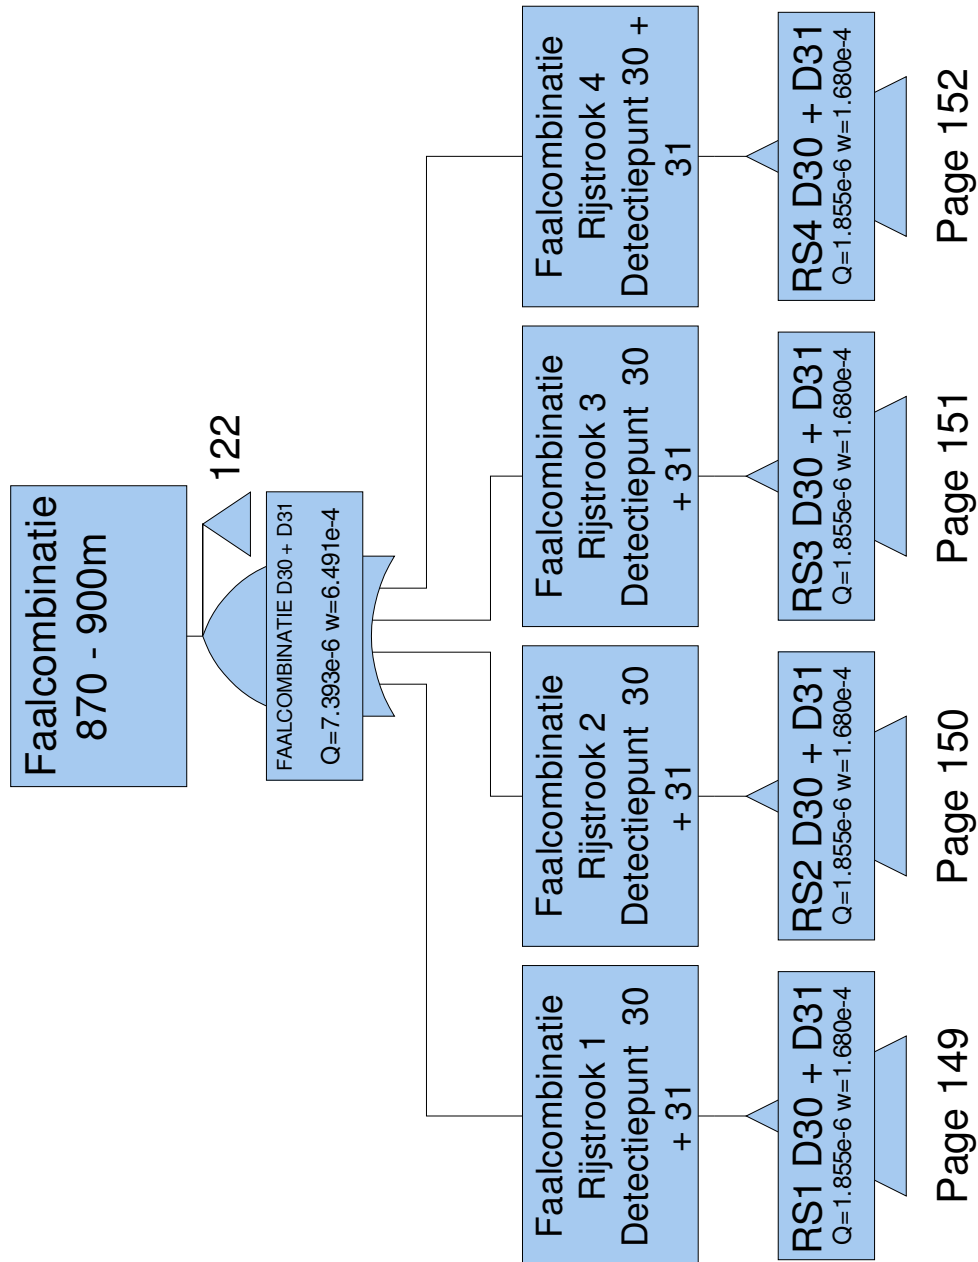 Faalcombinatie
870 - 900m
122
FAALCOMBINATIE D30 + D31
Q=7.393e-6 w=6.491e-4
Faalcombinatie
Rijstrook 1
Detectiepunt  30
+ 31
RS1 D30 + D31
Q=1.855e-6 w=1.680e-4
Page 149
Faalcombinatie
Rijstrook 2
Detectiepunt  30
+ 31
RS2 D30 + D31
Q=1.855e-6 w=1.680e-4
Page 150
Faalcombinatie
Rijstrook 3
Detectiepunt  30
+ 31
RS3 D30 + D31
Q=1.855e-6 w=1.680e-4
Page 151
Faalcombinatie
Rijstrook 4
Detectiepunt 30 +
31
RS4 D30 + D31
Q=1.855e-6 w=1.680e-4
Page 152